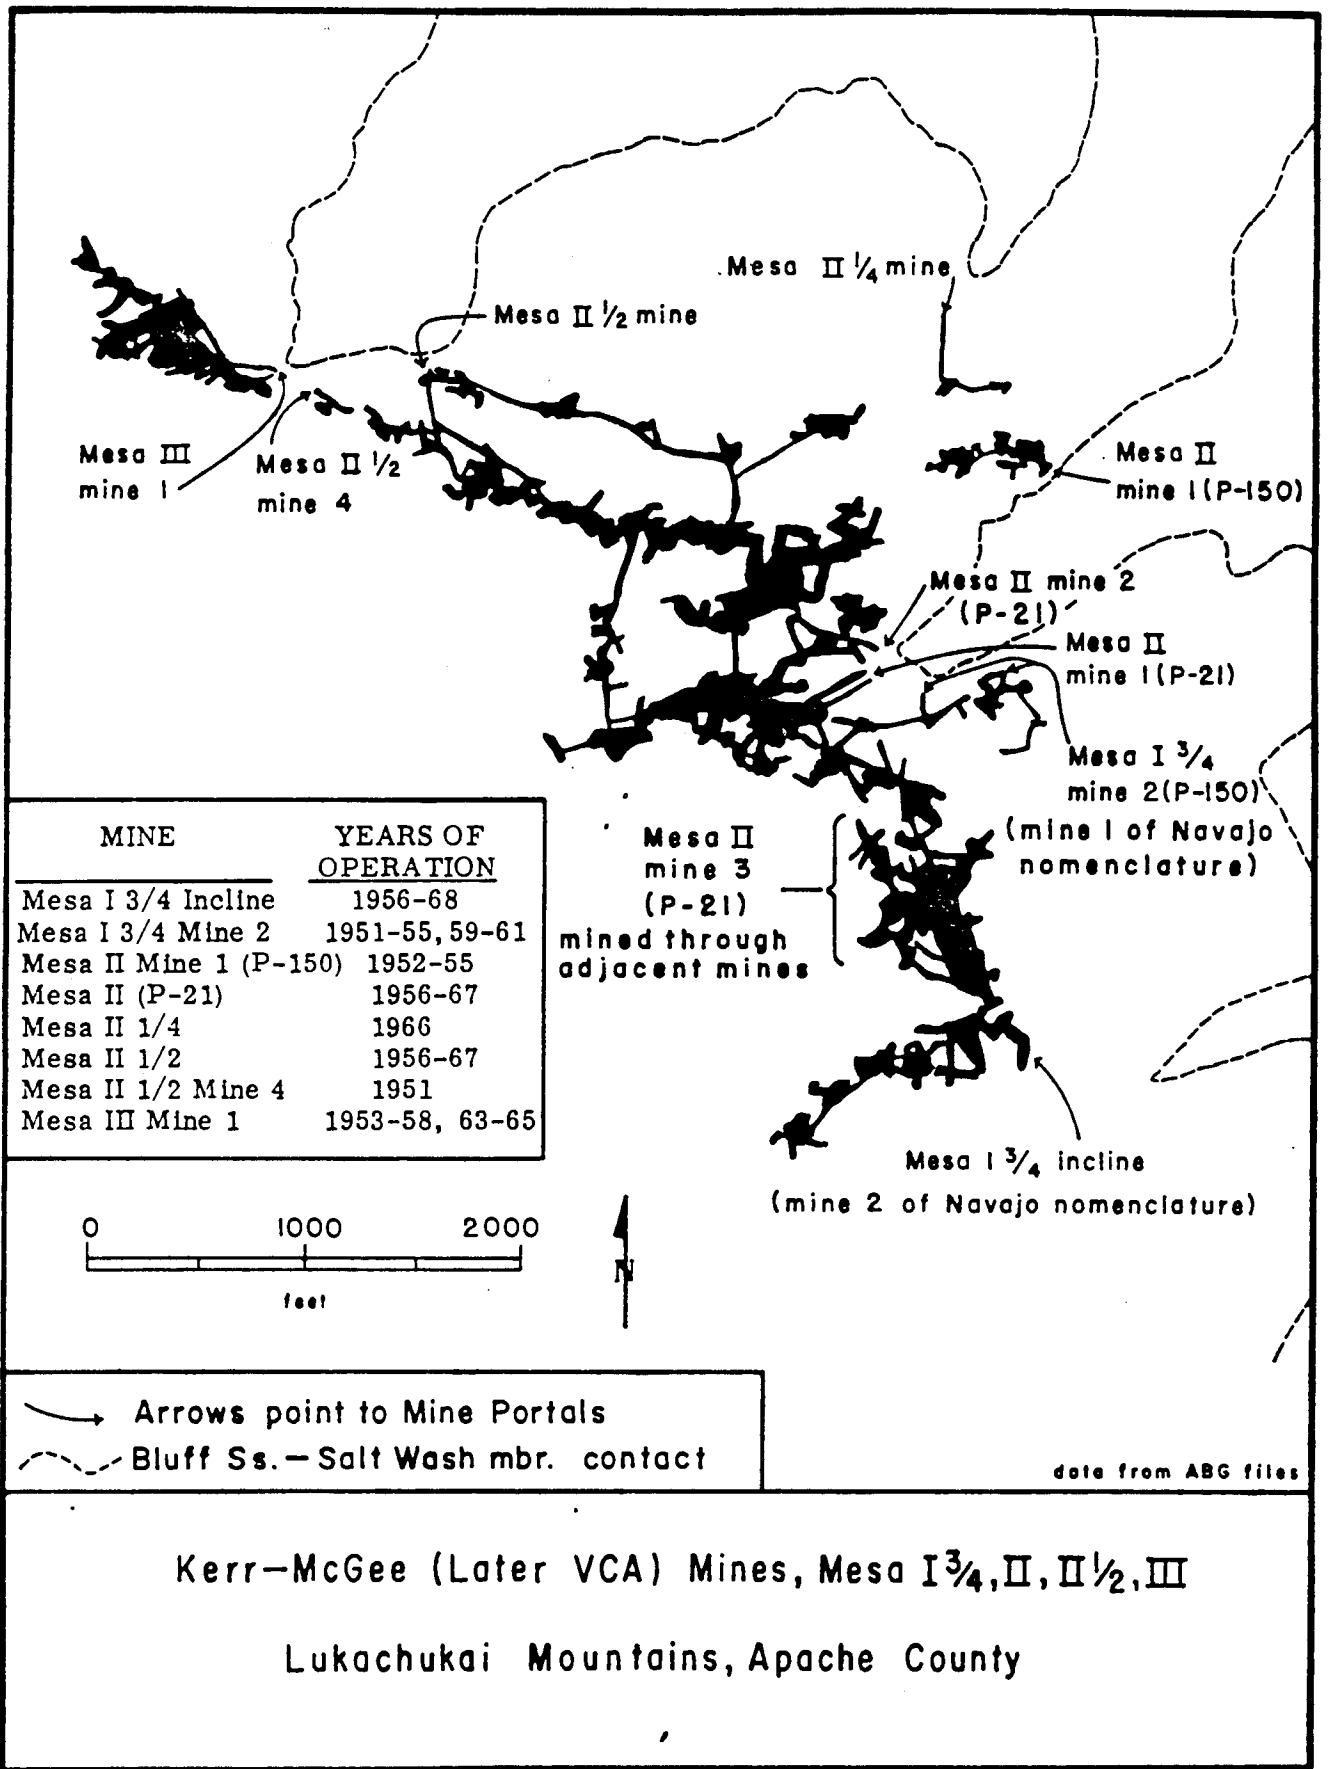 Mesa II 1/4 mine
Mesa II 1/2 mine
Mesa III
mine 1
Mesa II 1/2
mine 4
Mesa II
mine 1(P-150)
Mesa II mine 2
(P-21)
Mesa II
mine 1(P-21)
Mesa I 3/4
mine 2(P-150)
(mine 1 of Navajo
nomenclature)
Mesa II
mine 3
(P-21)
mined through
adjacent mines
MINE YEARS OF
OPERATION
Mesa I 3/4 Incline 1956-68
Mesa I 3/4 Mine 2 1951-55, 59-61
Mesa II Mine 1 (P-150) 1952-55
Mesa II (P-21) 1956-67
Mesa II 1/4 1966
Mesa II 1/2 1956-67
Mesa II 1/2 Mine 4 1951
Mesa III Mine 1 1953-58, 63-65
Mesa I 3/4 incline
(mine 2 of Navajo nomenclature)
0 1000 2000
feet
N
Arrows point to Mine Portals
Bluff Ss.—Salt Wash mbr. contact
data from ABG files
Kerr-McGee (Later VCA) Mines, Mesa I 3/4, II, II 1/2, III
Lukachukai Mountains, Apache County